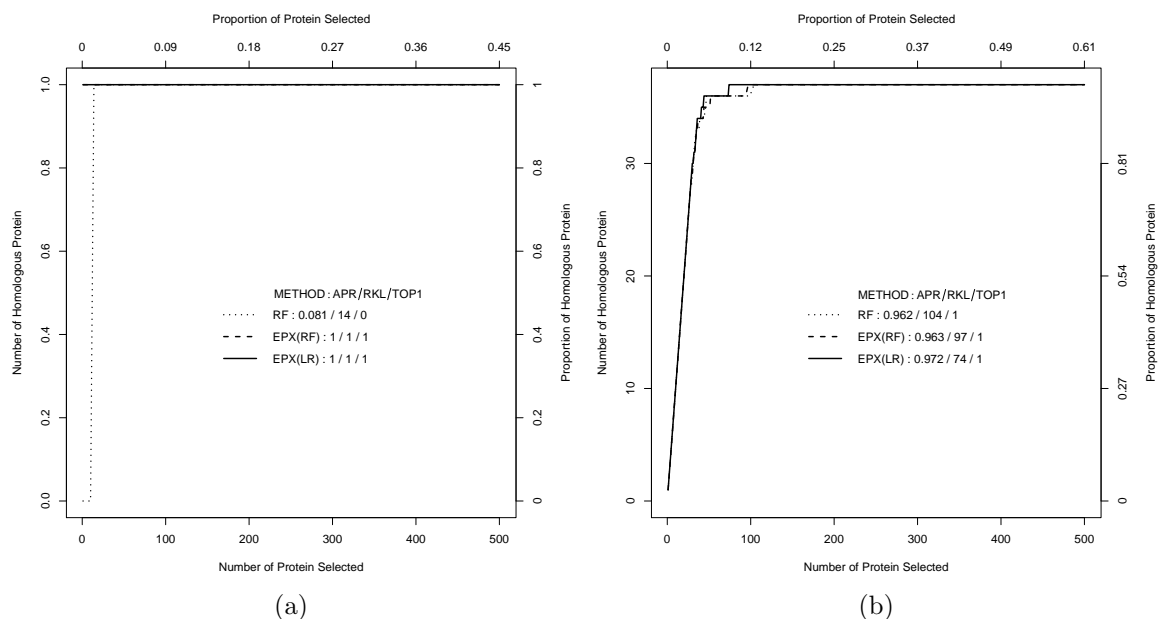 Proportion of Protein Selected
0 0.09 0.18 0.27 0.36 0.45
Number of Homologous Protein
0.0 0.2 0.4 0.6 0.8 1.0
METHOD : APR/RKL/TOP1
RF : 0.081 / 14 / 0
EPX(RF) : 1 / 1 / 1
EPX(LR) : 1 / 1 / 1
0 0.2 0.4 0.6 0.8 1
Proportion of Homologous Protein
0 100 200 300 400 500
Number of Protein Selected
(a)
Proportion of Protein Selected
0 0.12 0.25 0.37 0.49 0.61
Number of Homologous Protein
0 10 20 30
METHOD : APR/RKL/TOP1
RF : 0.962 / 104 / 1
EPX(RF) : 0.963 / 97 / 1
EPX(LR) : 0.972 / 74 / 1
0 0.27 0.54 0.81
Proportion of Homologous Protein
0 100 200 300 400 500
Number of Protein Selected
(b)